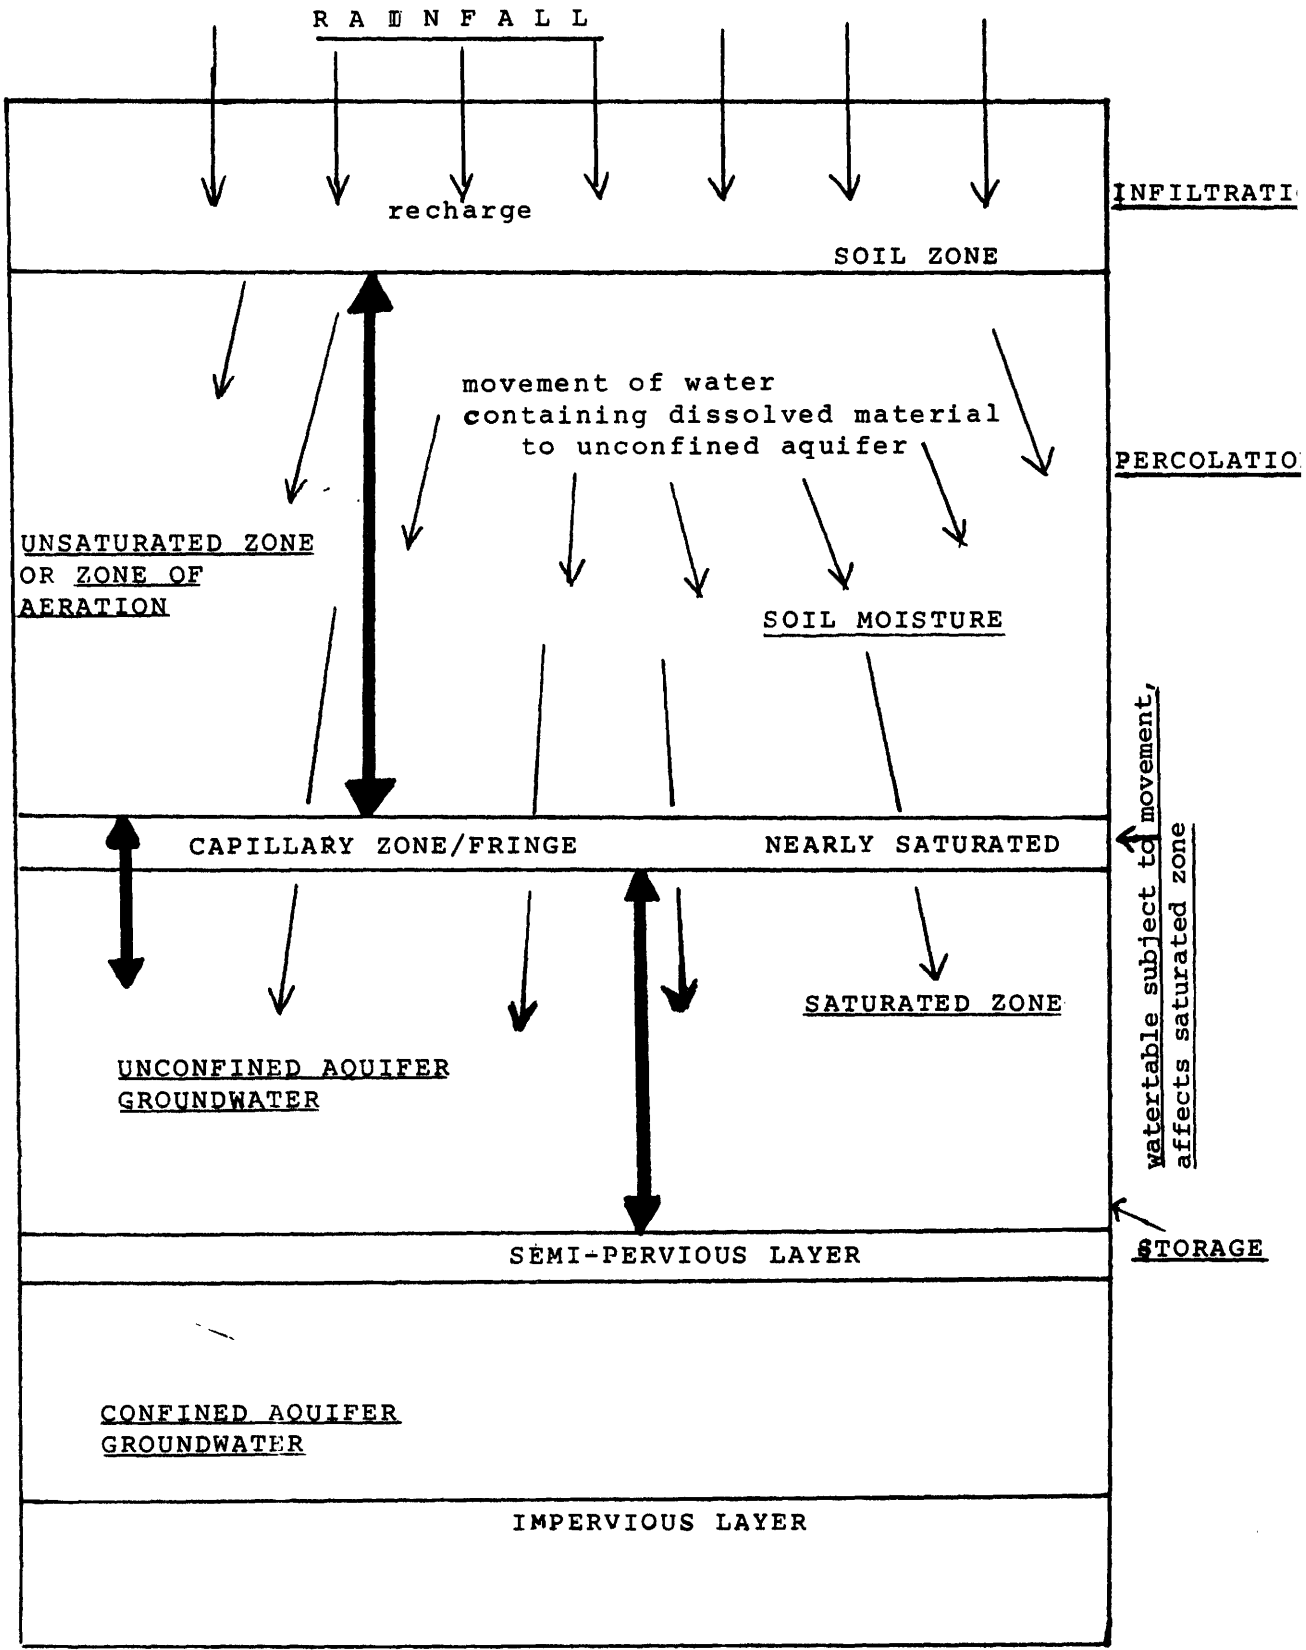 R A I N F A L L
recharge
INFILTRATI
SOIL ZONE
movement of water
containing dissolved material
to unconfined aquifer
PERCOLATIO
UNSATURATED ZONE
OR ZONE OF
AERATION
SOIL MOISTURE
CAPILLARY ZONE/FRINGE NEARLY SATURATED
watertable subject to movement,
affects saturated zone
SATURATED ZONE
UNCONFINED AQUIFER
GROUNDWATER
SEMI-PERVIOUS LAYER
STORAGE
CONFINED AQUIFER
GROUNDWATER
IMPERVIOUS LAYER